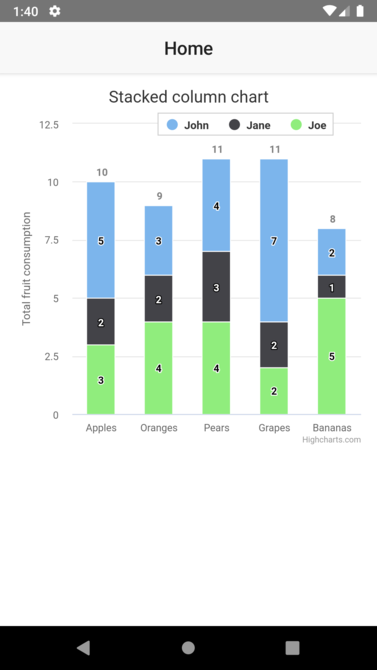 1:40
Home
Stacked column chart
John Jane Joe
Total fruit consumption
12.5
10
7.5
5
2.5
0
10 9 11 11 8
5 3 4 7 2
2 2 3 2 1
3 4 4 2 5
Apples Oranges Pears Grapes Bananas
Highcharts.com